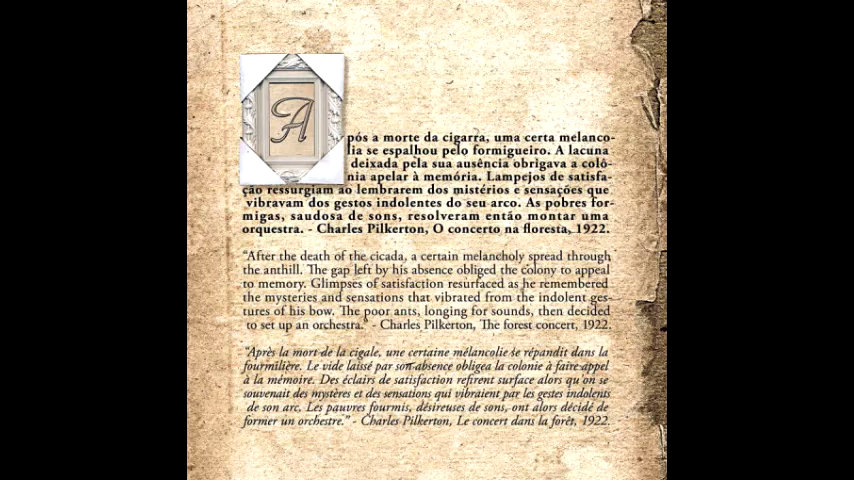 Após a morte da cigarra, uma certa melanco-
lia se espalhou pelo formigueiro. A lacuna
deixada pela sua ausência obrigava a colô-
nia apelar à memória. Lampejos de satisfa-
ção ressurgiam ao lembrarem dos mistérios e sensações que
vibravam dos gestos indolentes do seu arco. As pobres for-
migas, saudosa de sons, resolveram então montar uma
orquestra. - Charles Pilkerton, O concerto na floresta, 1922.
“After the death of the cicada, a certain melancholy spread through
the anthill. The gap left by his absence obliged the colony to appeal
to memory. Glimpses of satisfaction resurfaced as he remembered
the mysteries and sensations that vibrated from the indolent ges-
tures of his bow. The poor ants, longing for sounds, then decided
to set up an orchestra.” - Charles Pilkerton, The forest concert, 1922.
“Après la mort de la cigale, une certaine mélancolie se répandit dans la
fourmilière. Le vide laissé par son absence obligea la colonie à faire appel
à la mémoire. Des éclairs de satisfaction refirent surface alors qu'on se
souvenait des mystères et des sensations qui vibraient par les gestes indolents
de son arc. Les pauvres fourmis, désireuses de sons, ont alors décidé de
former un orchestre.” - Charles Pilkerton, Le concert dans la forêt, 1922.